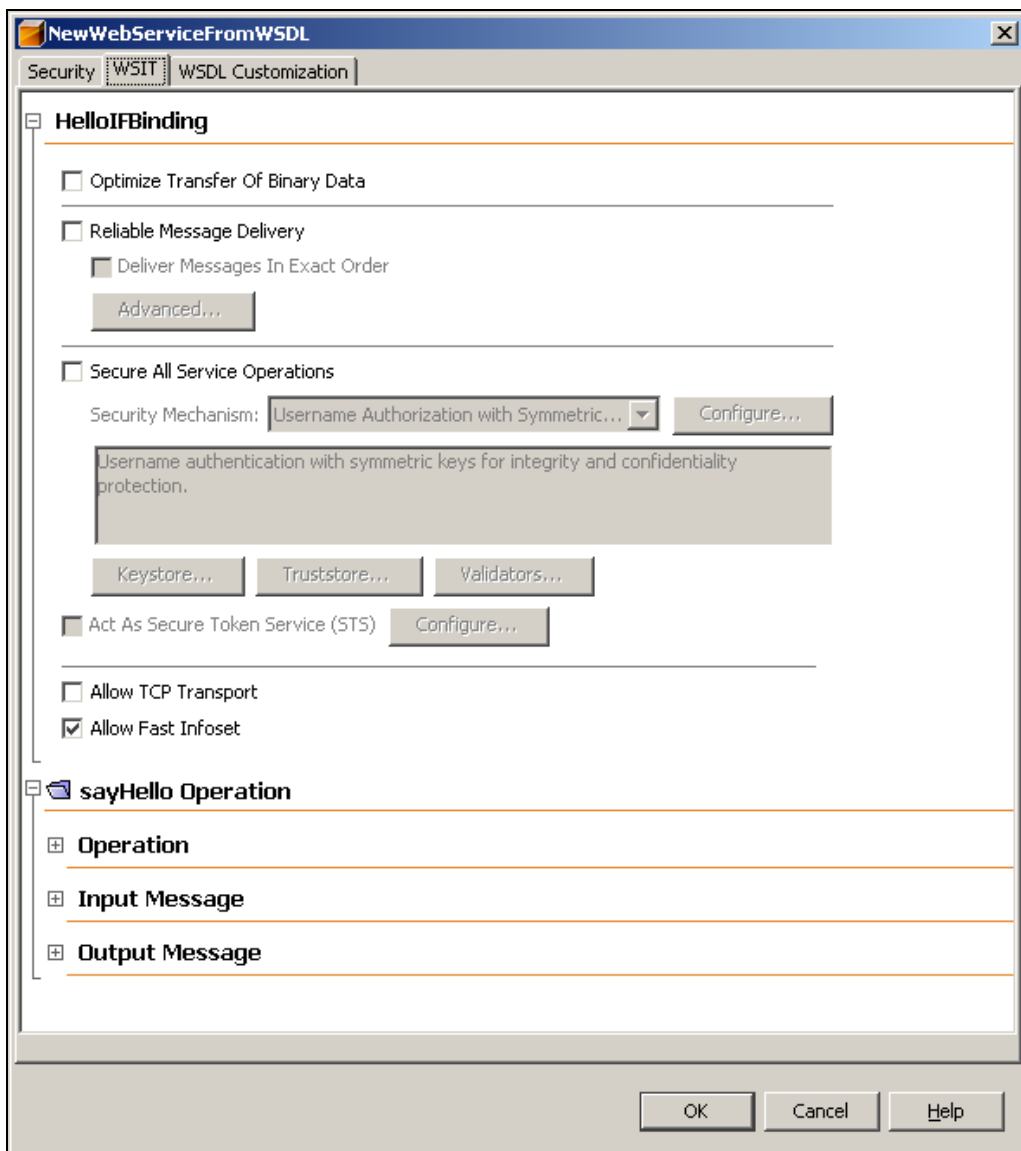 NewWebServiceFromWSDL
Security WSIT WSDL Customization
HelloIFBinding
Optimize Transfer Of Binary Data
Reliable Message Delivery
Deliver Messages In Exact Order
Advanced...
Secure All Service Operations
Security Mechanism: Username Authorization with Symmetric... Configure...
Username authentication with symmetric keys for integrity and confidentiality
protection.
Keystore... Truststore... Validators...
Act As Secure Token Service (STS) Configure...
Allow TCP Transport
Allow Fast Infoset
sayHello Operation
Operation
Input Message
Output Message
OK Cancel Help